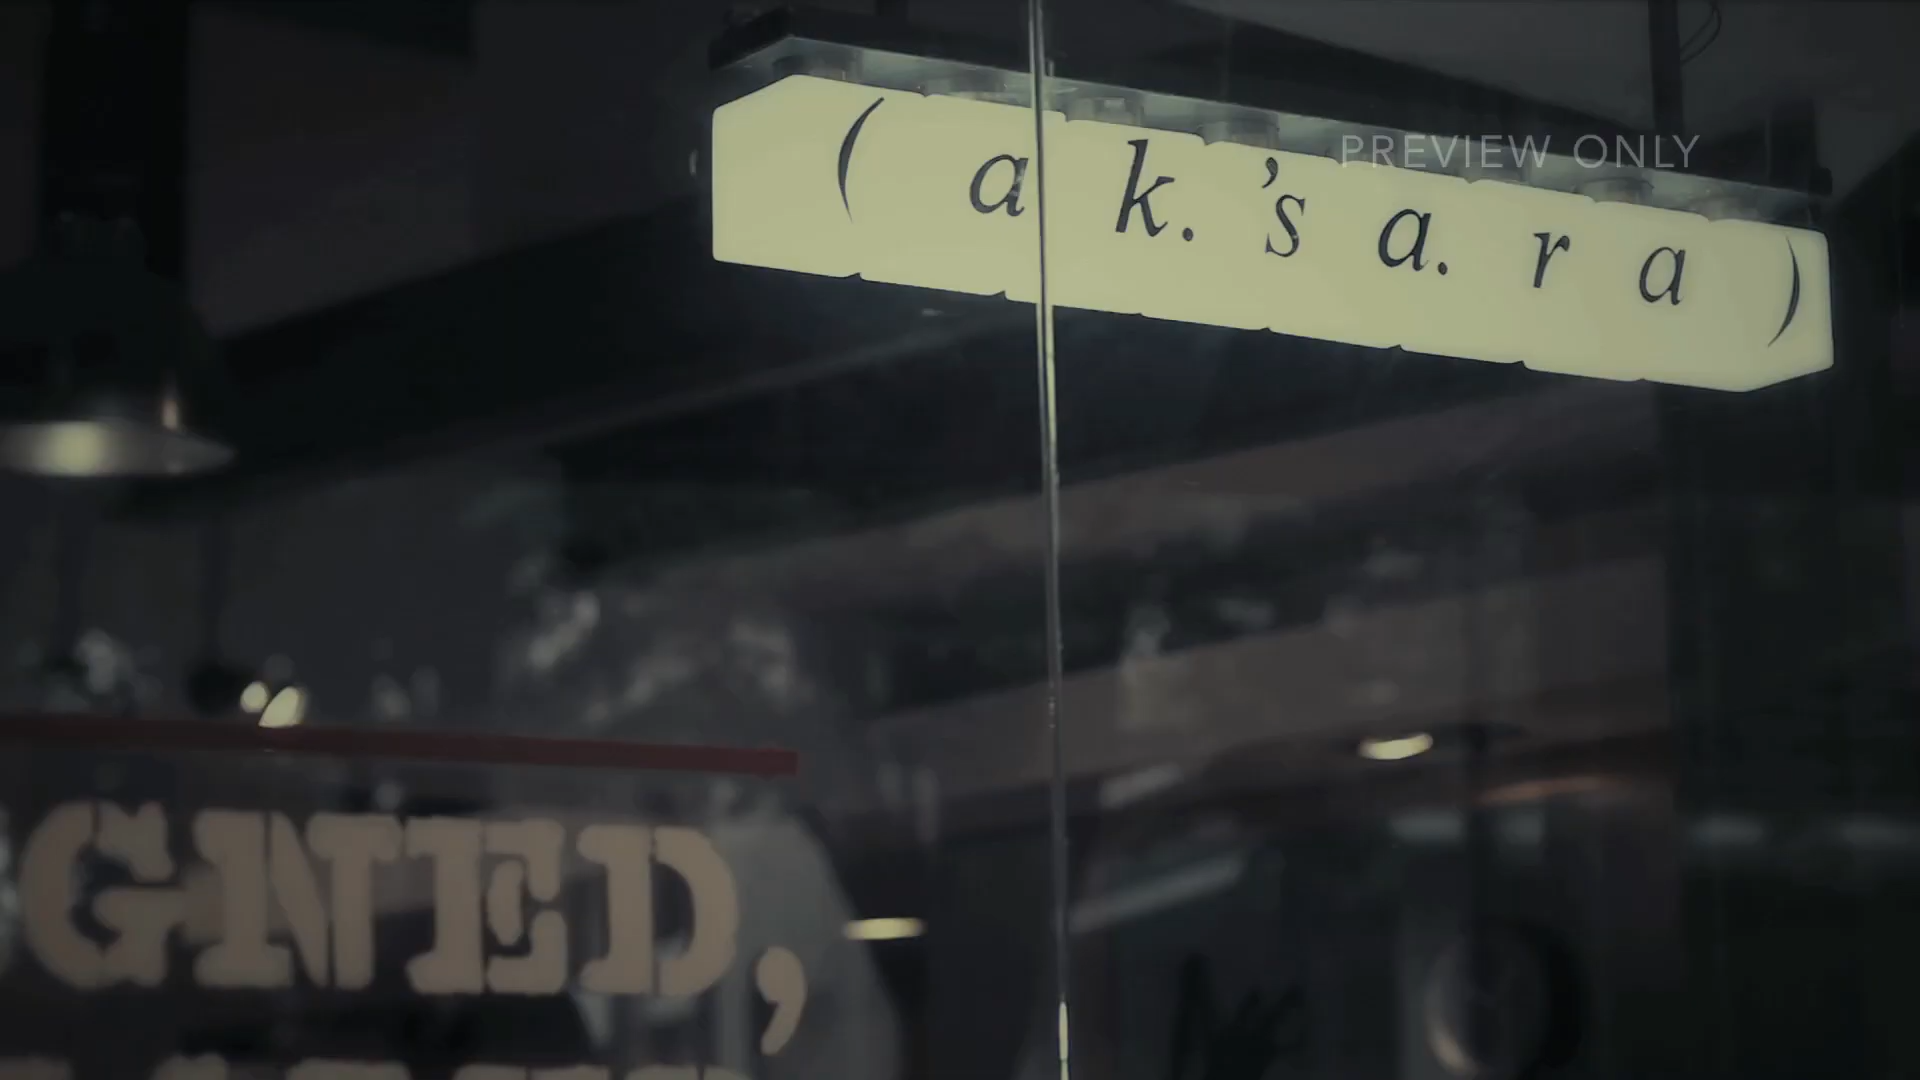 PREVIEW ONLY
( a k. 's a. r a )
GNED,